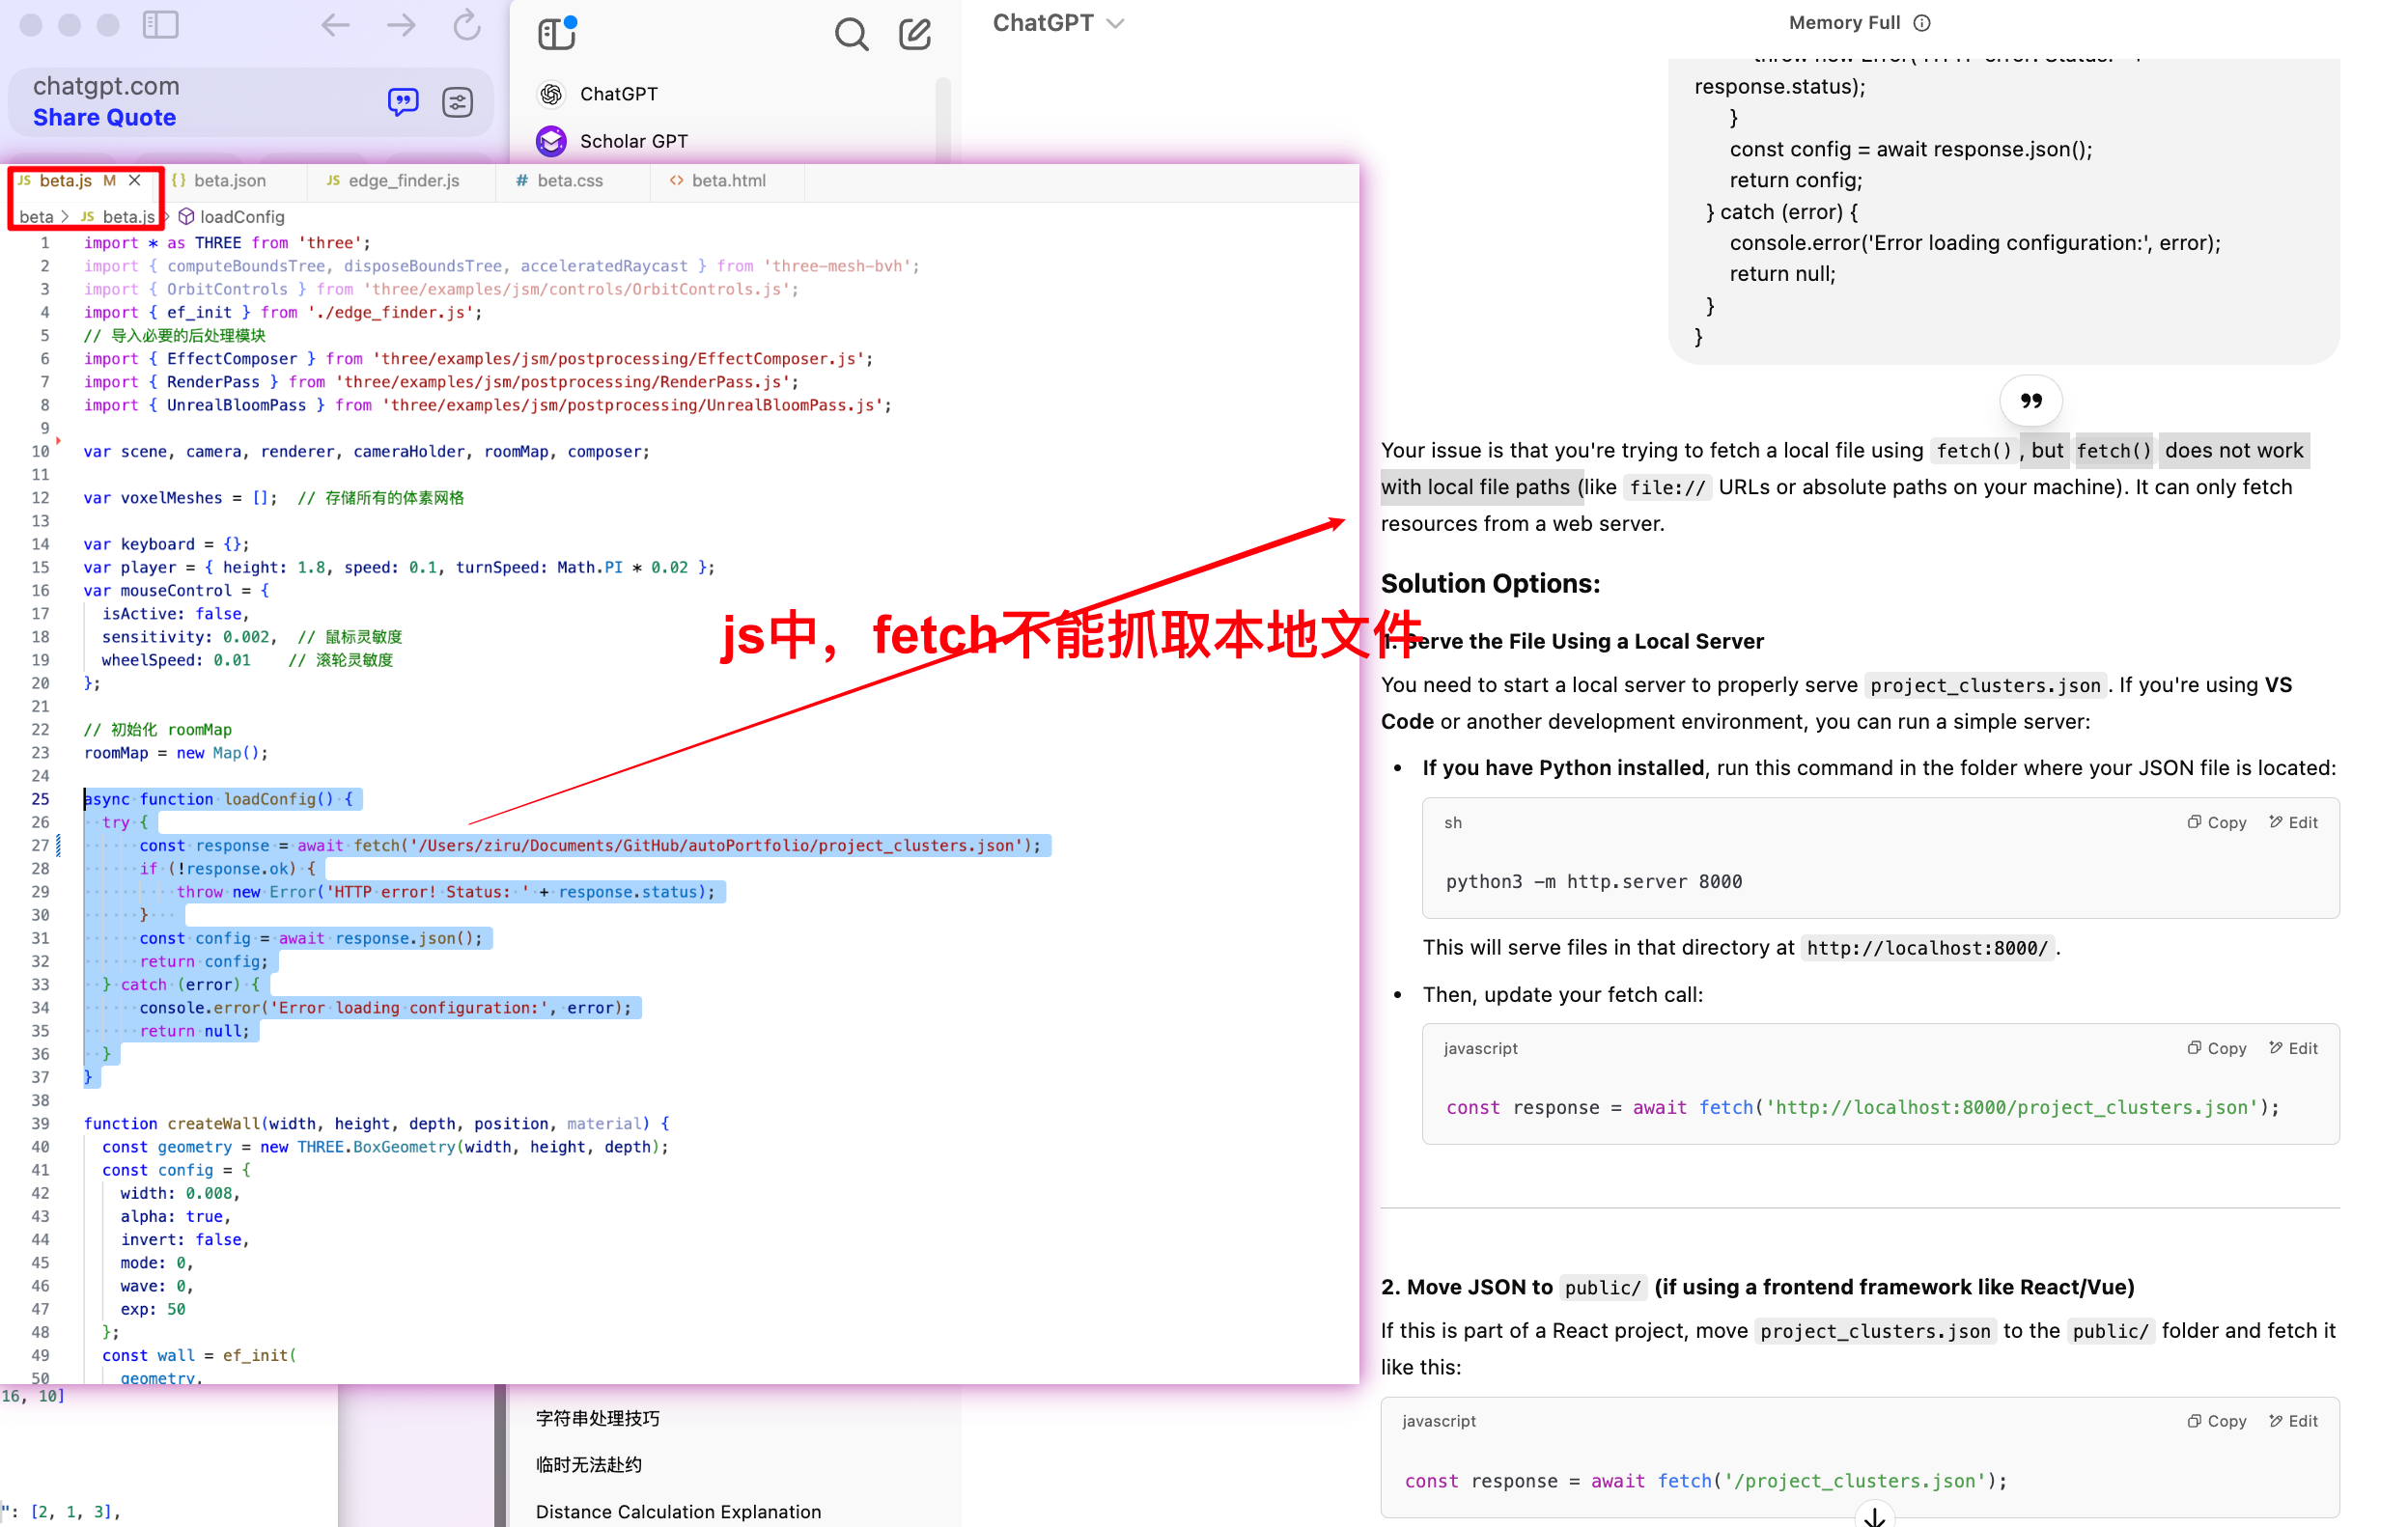 chatgpt.com
Share Quote
ChatGPT
Scholar GPT
ChatGPT
Memory Full
response.status);
}
const config = await response.json();
return config;
} catch (error) {
console.error('Error loading configuration:', error);
return null;
}
}
JS beta.js M
{} beta.json
JS edge_finder.js
# beta.css
<> beta.html
beta > JS beta.js > loadConfig
1 import * as THREE from 'three';
2 import { computeBoundsTree, disposeBoundsTree, acceleratedRaycast } from 'three-mesh-bvh';
3 import { OrbitControls } from 'three/examples/jsm/controls/OrbitControls.js';
4 import { ef_init } from './edge_finder.js';
5 // 导入必要的后处理模块
6 import { EffectComposer } from 'three/examples/jsm/postprocessing/EffectComposer.js';
7 import { RenderPass } from 'three/examples/jsm/postprocessing/RenderPass.js';
8 import { UnrealBloomPass } from 'three/examples/jsm/postprocessing/UnrealBloomPass.js';
9
10 var scene, camera, renderer, cameraHolder, roomMap, composer;
11
12 var voxelMeshes = []; // 存储所有的体素网格
13
14 var keyboard = {};
15 var player = { height: 1.8, speed: 0.1, turnSpeed: Math.PI * 0.02 };
16 var mouseControl = {
17 isActive: false,
18 sensitivity: 0.002, // 鼠标灵敏度
19 wheelSpeed: 0.01 // 滚轮灵敏度
20 };
21
22 // 初始化 roomMap
23 roomMap = new Map();
24
25 async function loadConfig() {
26 try {
27 const response = await fetch('/Users/ziru/Documents/GitHub/autoPortfolio/project_clusters.json');
28 if (!response.ok) {
29 throw new Error('HTTP error! Status: ' + response.status);
30 }
31 const config = await response.json();
32 return config;
33 } catch (error) {
34 console.error('Error loading configuration:', error);
35 return null;
36 }
37 }
38
39 function createWall(width, height, depth, position, material) {
40 const geometry = new THREE.BoxGeometry(width, height, depth);
41 const config = {
42 width: 0.008,
43 alpha: true,
44 invert: false,
45 mode: 0,
46 wave: 0,
47 exp: 50
48 };
49 const wall = ef_init(
50 geometry,
js中，fetch不能抓取本地文件
Your issue is that you're trying to fetch a local file using fetch(), but fetch() does not work
with local file paths (like file:// URLs or absolute paths on your machine). It can only fetch
resources from a web server.
Solution Options:
1. Serve the File Using a Local Server
You need to start a local server to properly serve project_clusters.json. If you're using VS
Code or another development environment, you can run a simple server:
• If you have Python installed, run this command in the folder where your JSON file is located:
sh
Copy
Edit
python3 -m http.server 8000
This will serve files in that directory at http://localhost:8000/.
• Then, update your fetch call:
javascript
Copy
Edit
const response = await fetch('http://localhost:8000/project_clusters.json');
2. Move JSON to public/ (if using a frontend framework like React/Vue)
If this is part of a React project, move project_clusters.json to the public/ folder and fetch it
like this:
javascript
Copy
Edit
const response = await fetch('/project_clusters.json');
16, 10]
": [2, 1, 3],
字符串处理技巧
临时无法赴约
Distance Calculation Explanation